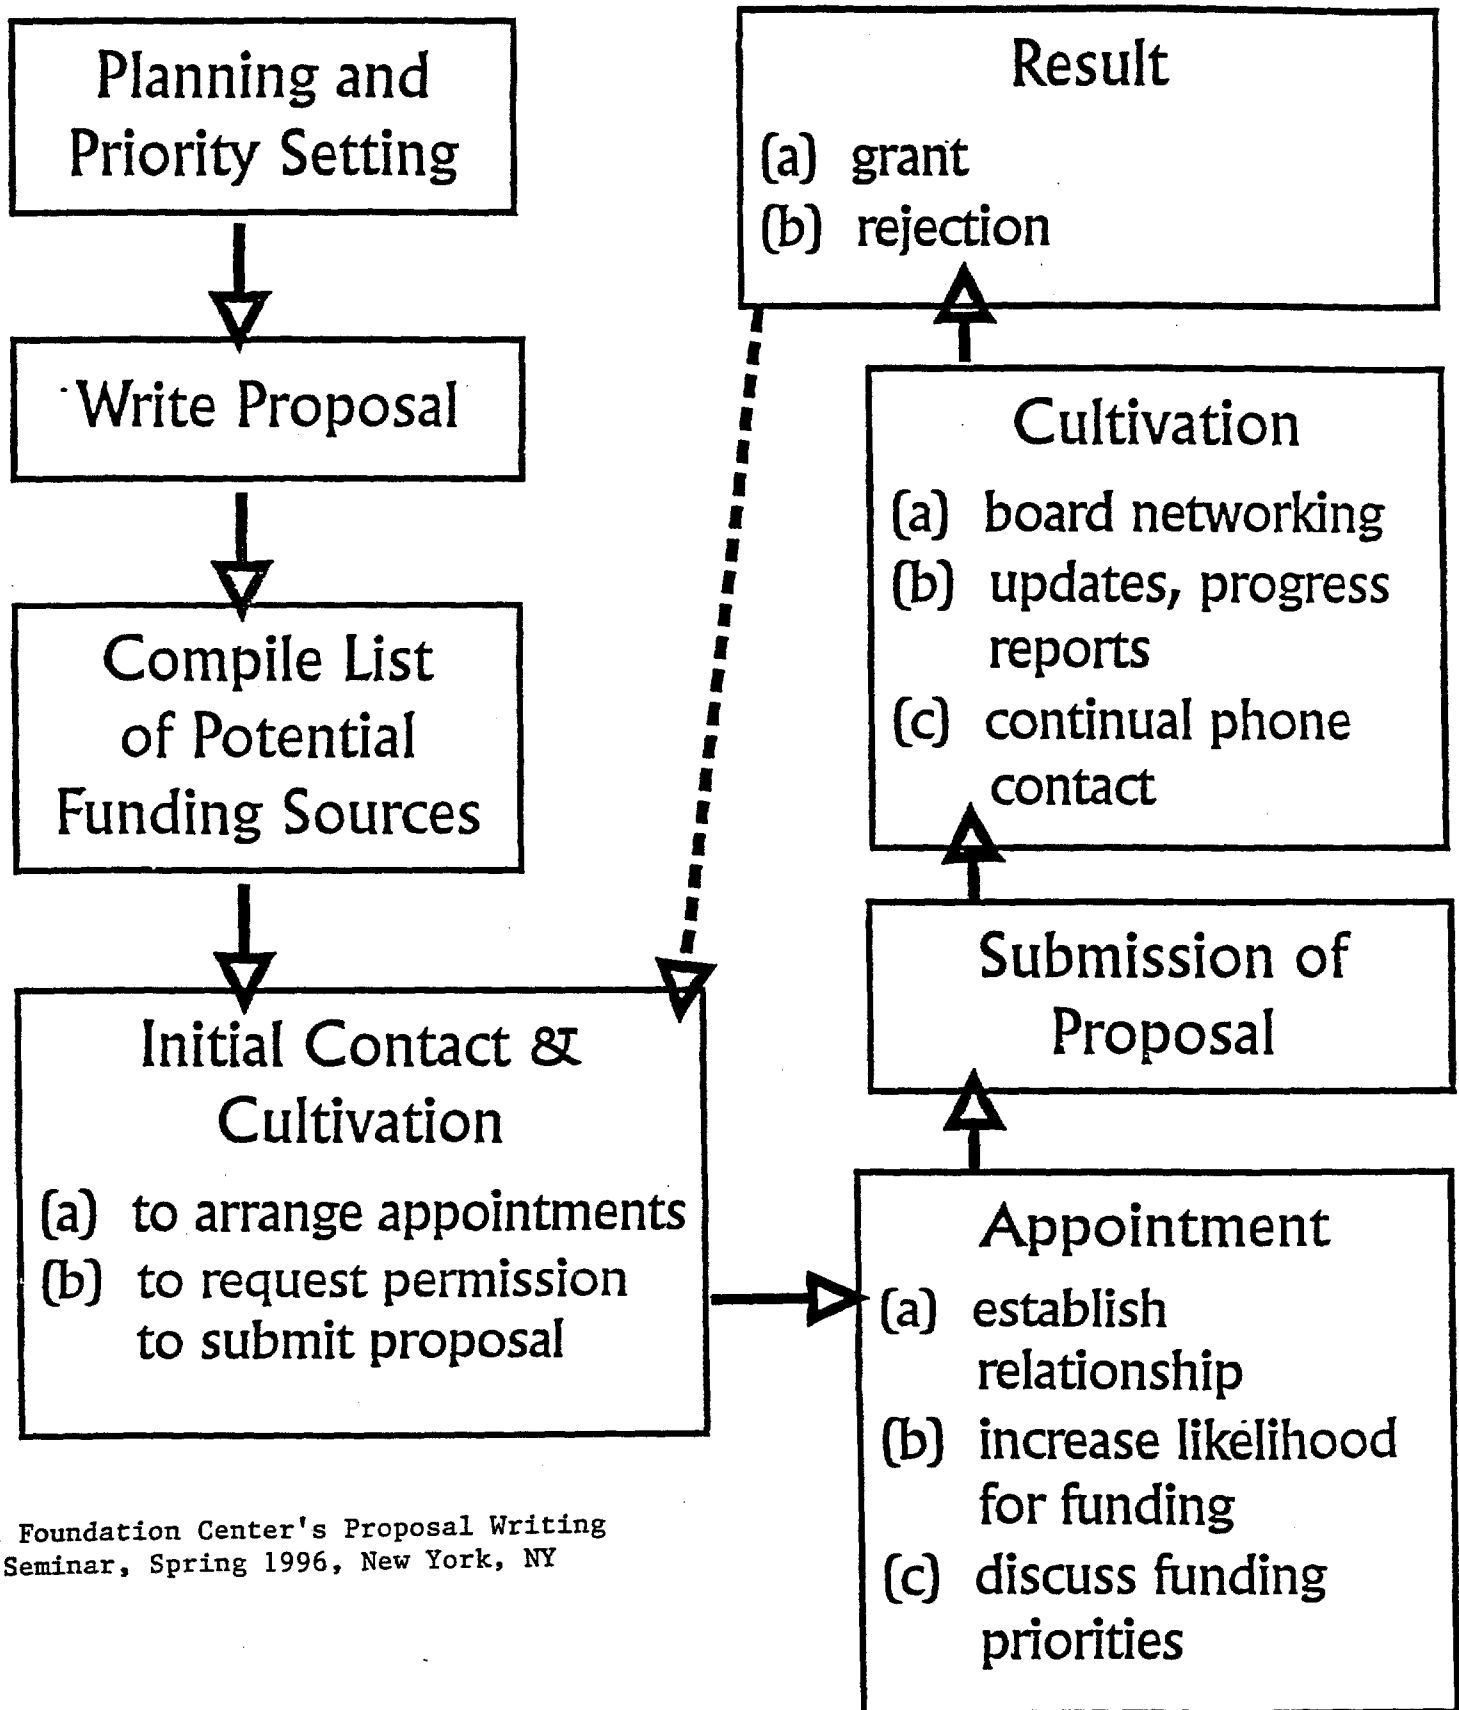 Planning and
Priority Setting
Write Proposal
Compile List
of Potential
Funding Sources
Initial Contact &
Cultivation
(a) to arrange appointments
(b) to request permission
to submit proposal
Appointment
(a) establish
relationship
(b) increase likelihood
for funding
(c) discuss funding
priorities
Submission of
Proposal
Cultivation
(a) board networking
(b) updates, progress
reports
(c) continual phone
contact
Result
(a) grant
(b) rejection
Foundation Center's Proposal Writing
Seminar, Spring 1996, New York, NY